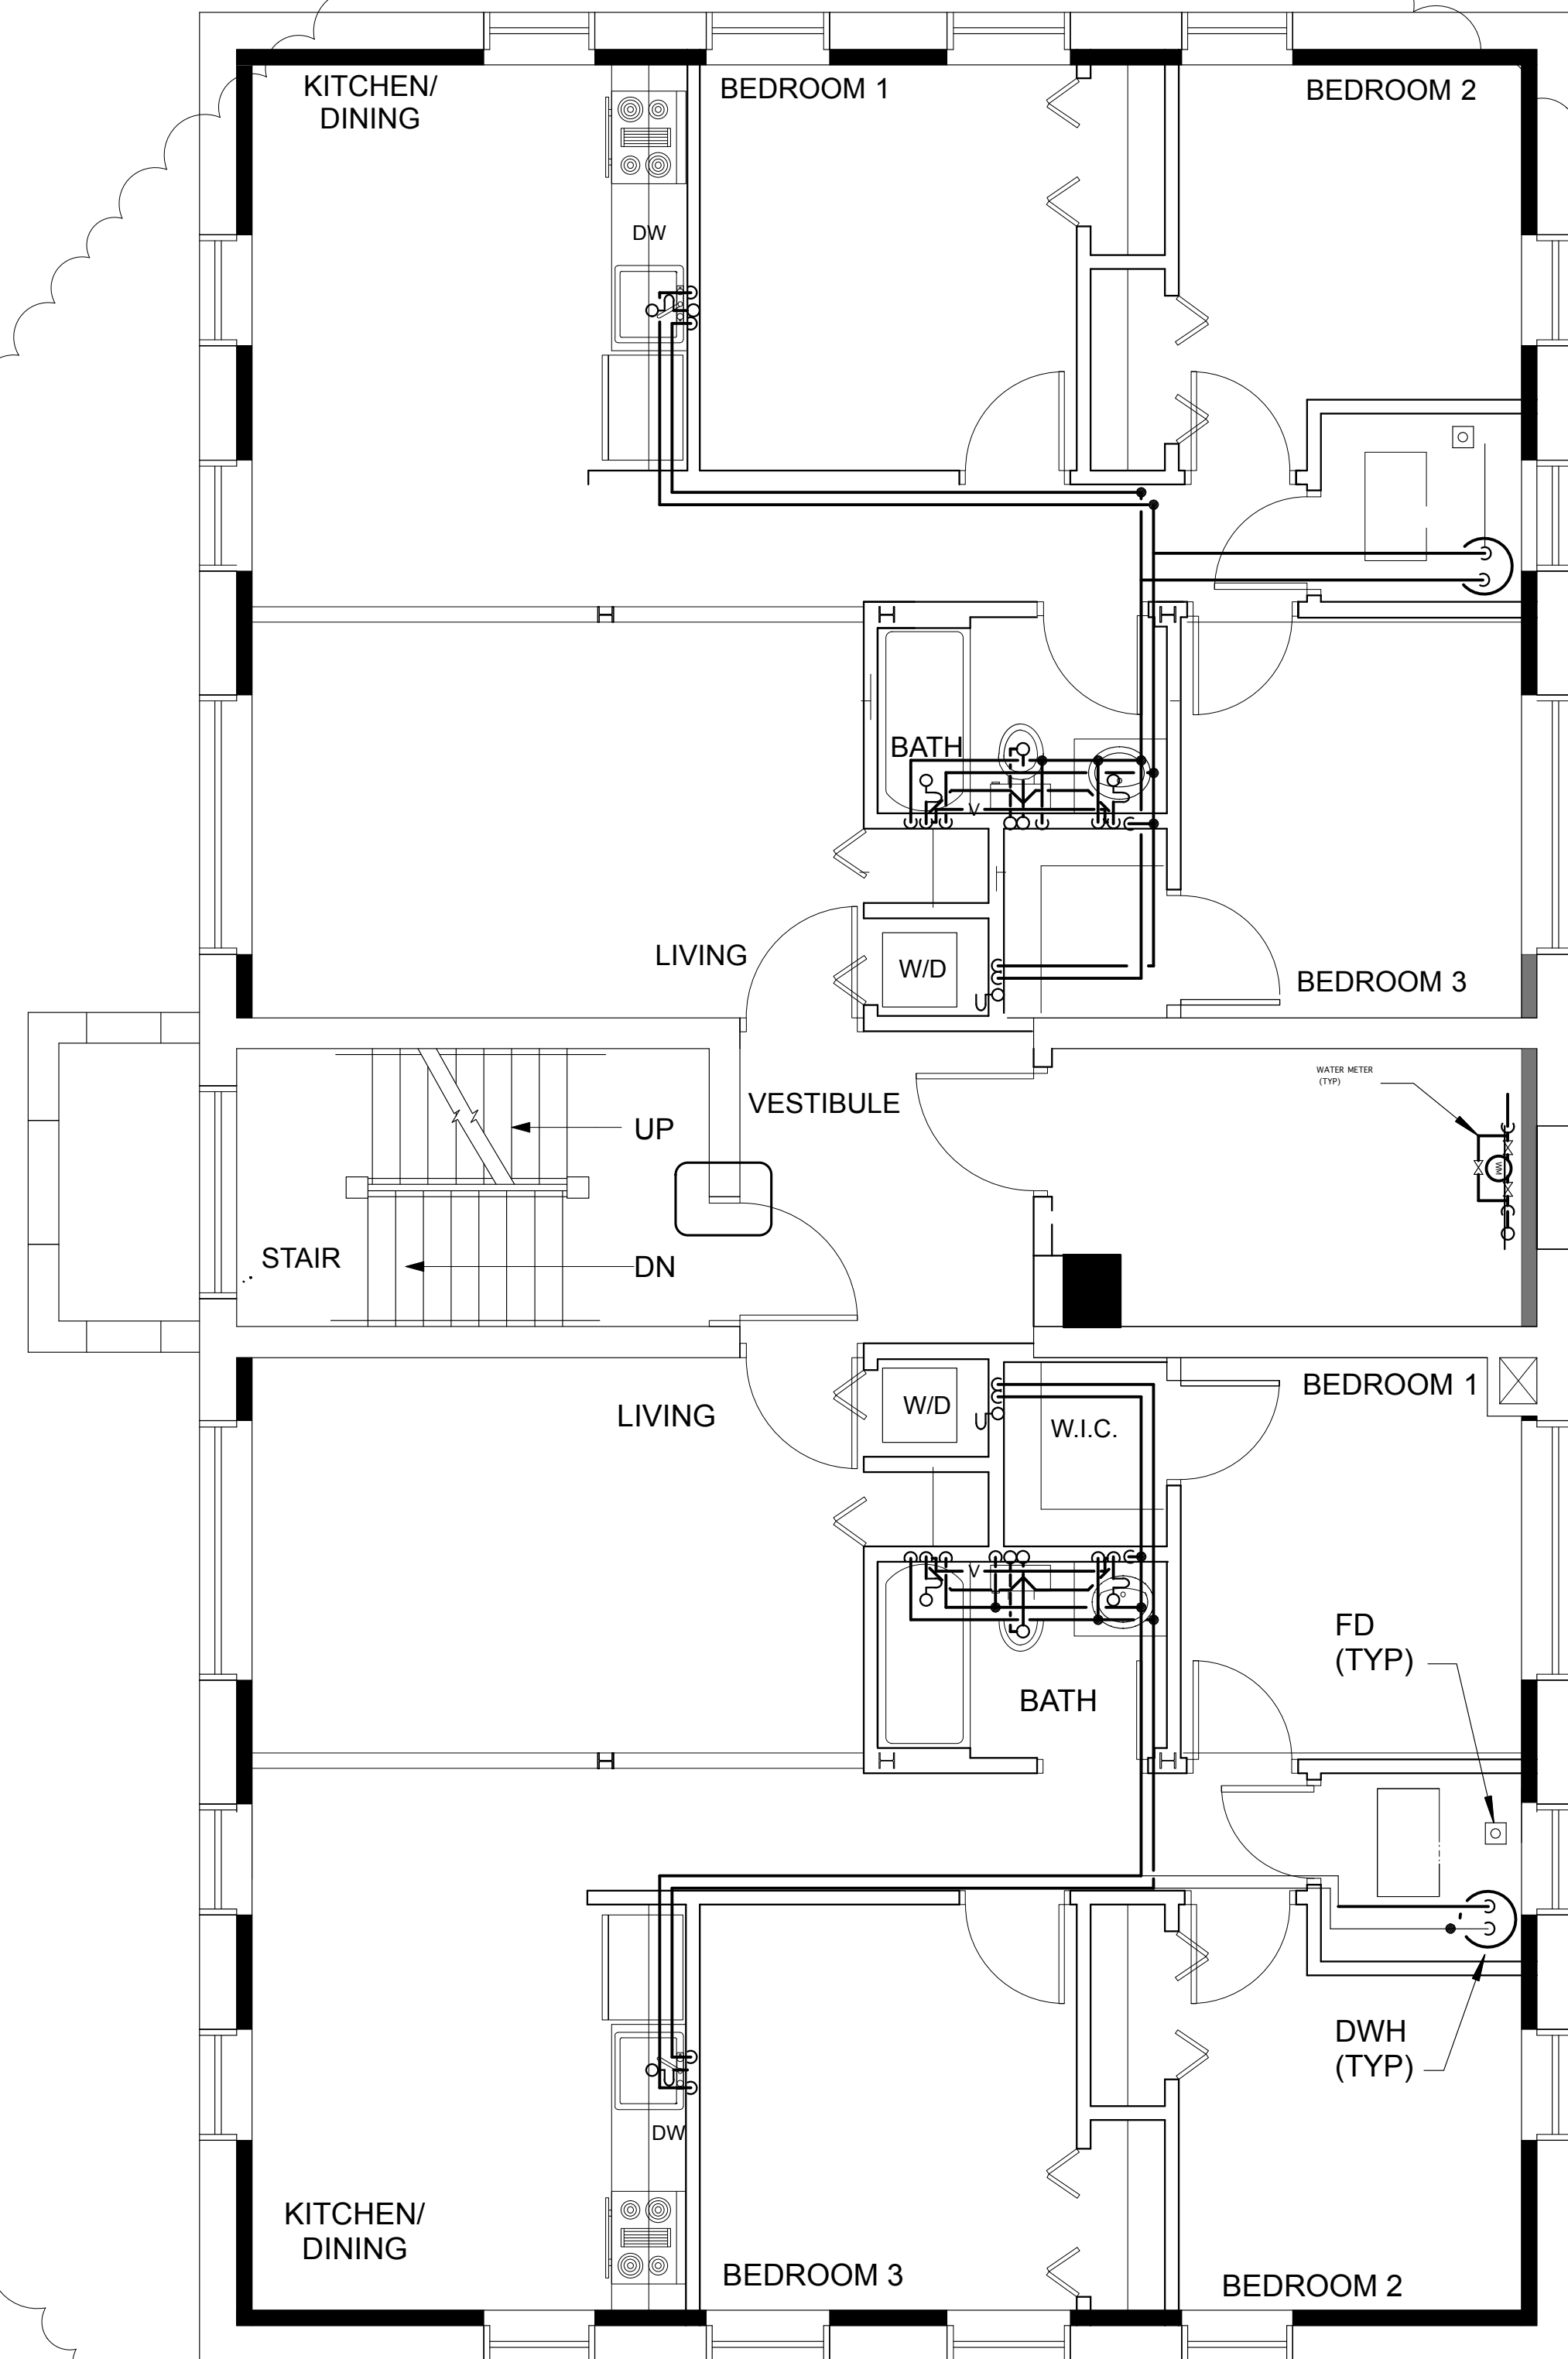 KITCHEN/
DINING
BEDROOM 1
BEDROOM 2
DW
BATH
V
LIVING
W/D
BEDROOM 3
WATER METER
(TYP)
VESTIBULE
UP
WM
STAIR
DN
BEDROOM 1
LIVING
W/D
W.I.C.
V
FD
(TYP)
BATH
DWH
(TYP)
DW
KITCHEN/
DINING
BEDROOM 3
BEDROOM 2